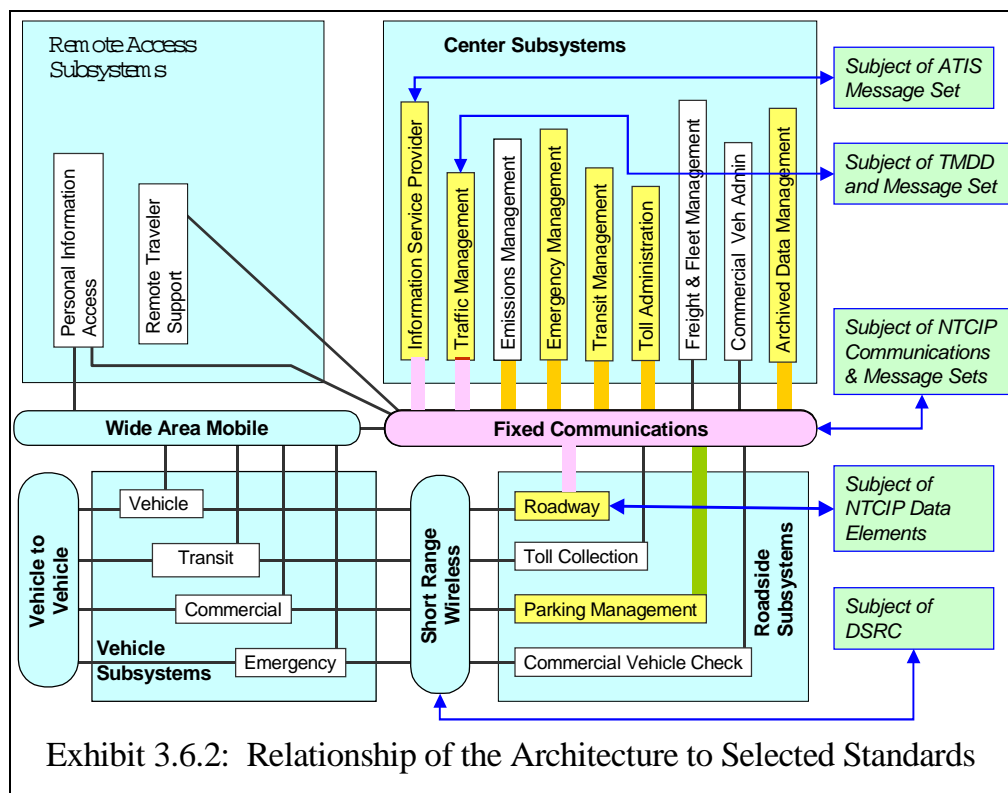 Remote Access
Subsystems
Center Subsystems
Subject of ATIS
Message Set
Subject of TMDD
and Message Set
Subject of NTCIP
Communications
& Message Sets
Subject of
NTCIP Data
Elements
Subject of
DSRC
Personal Information
Access
Remote Traveler
Support
Information Service Provider
Traffic Management
Emissions Management
Emergency Management
Transit Management
Toll Administration
Freight & Fleet Management
Commercial Veh Admin
Archived Data Management
Wide Area Mobile
Fixed Communications
Vehicle to
Vehicle
Vehicle
Transit
Commercial
Emergency
Vehicle
Subsystems
Short Range
Wireless
Roadway
Toll Collection
Parking Management
Commercial Vehicle Check
Roadside
Subsystems
Exhibit 3.6.2: Relationship of the Architecture to Selected Standards